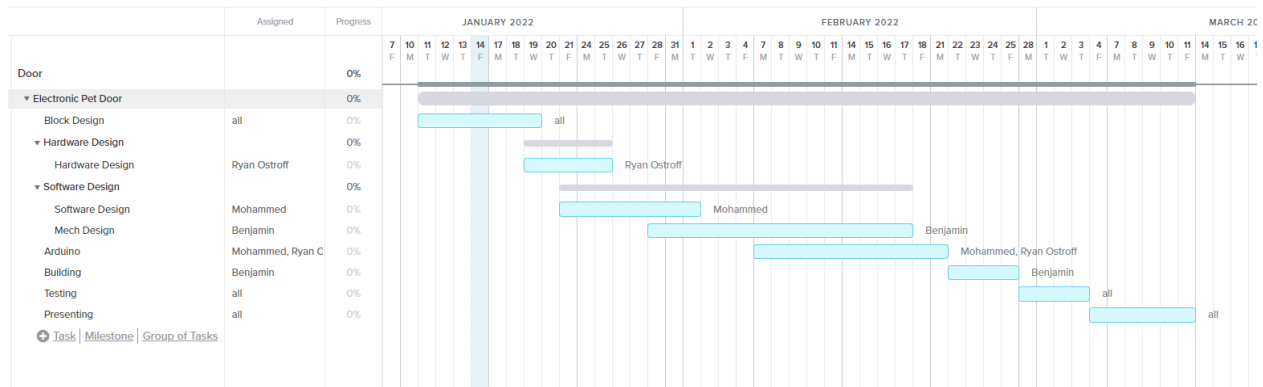 Assigned Progress JANUARY 2022 FEBRUARY 2022 MARCH 20
7 10 11 12 13 14 17 18 19 20 21 24 25 26 27 28 31 1 2 3 4 7 8 9 10 11 14 15 16 17 18 21 22 23 24 25 28 1 2 3 4 7 8 9 10 11 14 15 16 1
F M T W T F M T W T F M T W T F M T W T F M T W T F M T W T F M T W T F M T W T F M T W T F M T W
Door 0%
Electronic Pet Door 0%
Block Design all 0% all
Hardware Design 0%
Hardware Design Ryan Ostroff 0% Ryan Ostroff
Software Design 0%
Software Design Mohammed 0% Mohammed
Mech Design Benjamin 0% Benjamin
Arduino Mohammed, Ryan C 0% Mohammed, Ryan Ostroff
Building Benjamin 0% Benjamin
Testing all 0% all
Presenting all 0% all
Task | Milestone | Group of Tasks